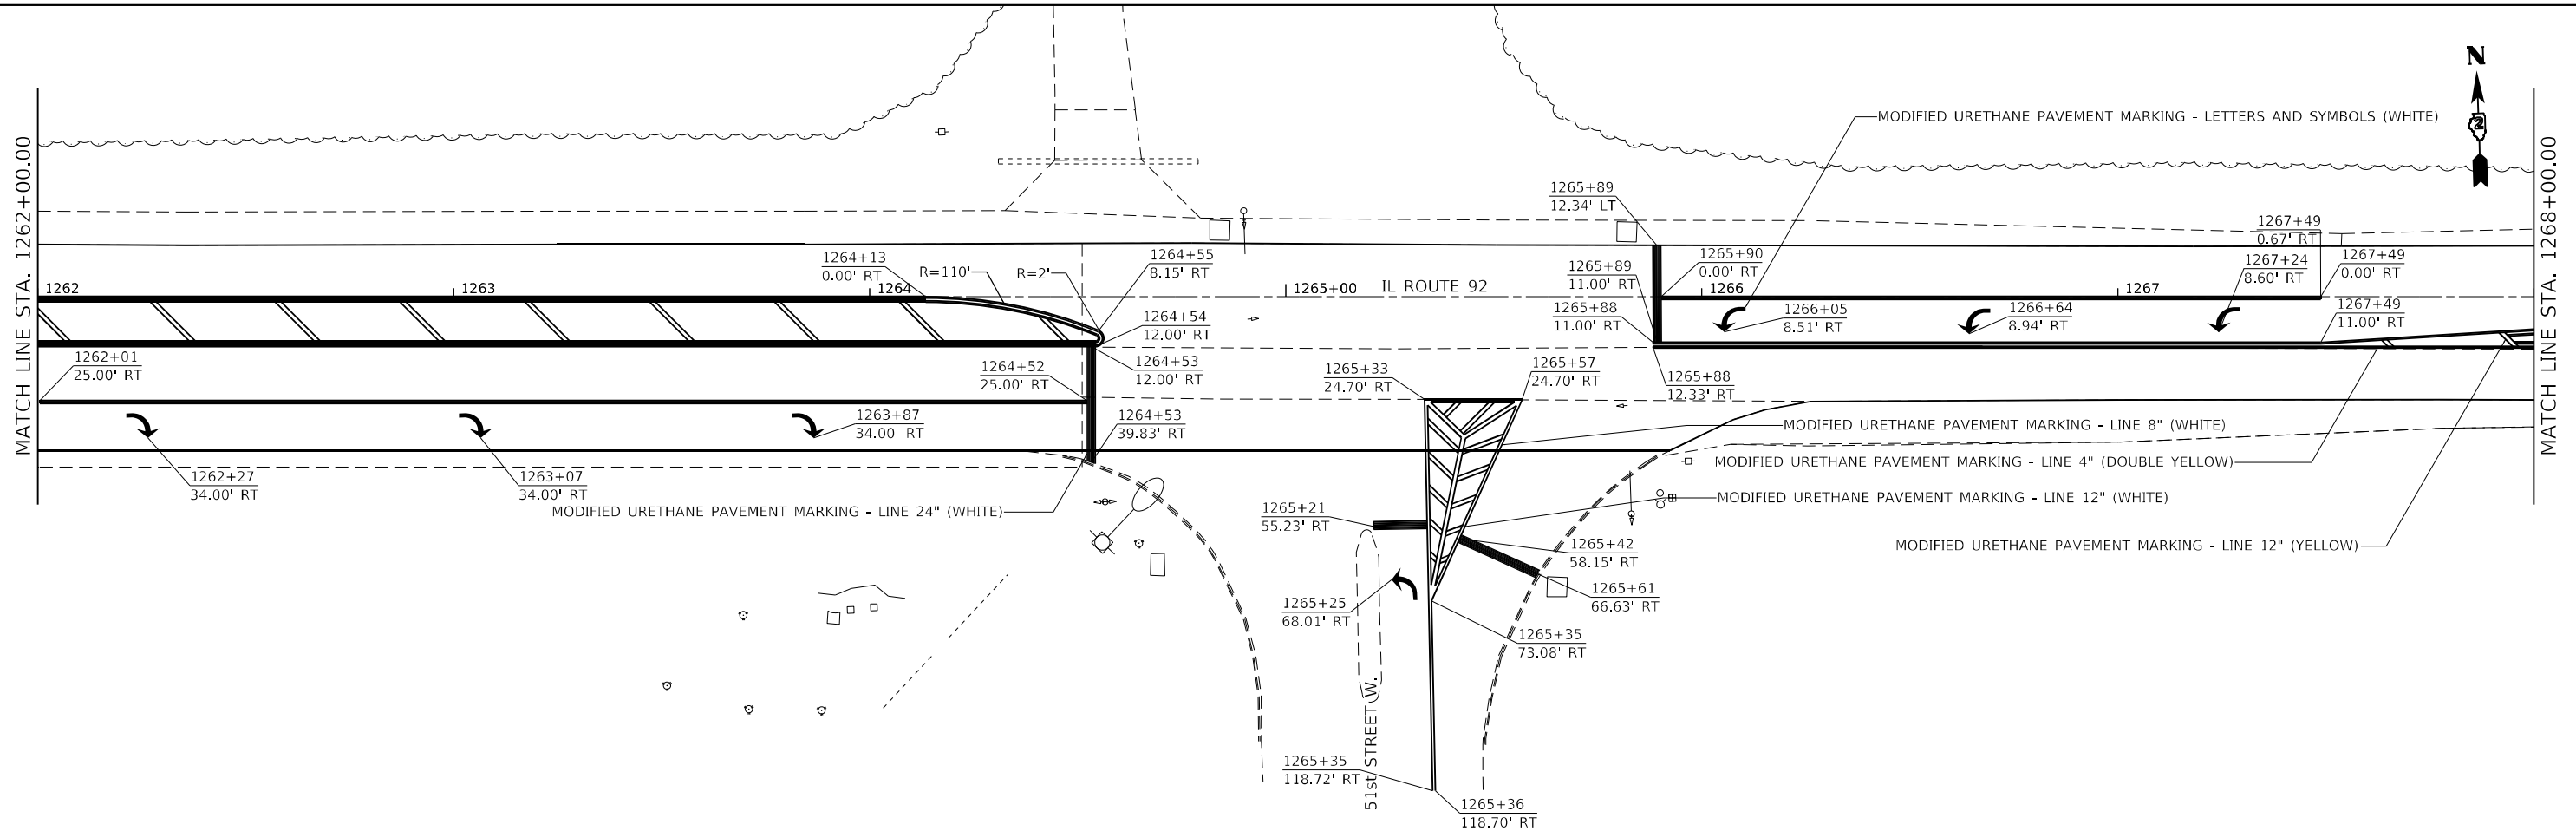 N
MODIFIED URETHANE PAVEMENT MARKING - LETTERS AND SYMBOLS (WHITE)
MATCH LINE STA. 1262+00.00
MATCH LINE STA. 1268+00.00
1265+89
12.34' LT
1267+49
0.67' RT
1264+13
0.00' RT
R=110'
R=2'
1264+55
8.15' RT
1265+89
11.00' RT
1265+90
0.00' RT
1267+24
8.60' RT
1267+49
0.00' RT
1262
1263
1264
1265+00
IL ROUTE 92
1266
1267
1264+54
12.00' RT
1265+88
11.00' RT
1266+05
8.51' RT
1266+64
8.94' RT
1267+49
11.00' RT
1262+01
25.00' RT
1264+52
25.00' RT
1264+53
12.00' RT
1265+33
24.70' RT
1265+57
24.70' RT
1265+88
12.33' RT
1263+87
34.00' RT
1264+53
39.83' RT
MODIFIED URETHANE PAVEMENT MARKING - LINE 8" (WHITE)
MODIFIED URETHANE PAVEMENT MARKING - LINE 4" (DOUBLE YELLOW)
1262+27
34.00' RT
1263+07
34.00' RT
MODIFIED URETHANE PAVEMENT MARKING - LINE 24" (WHITE)
MODIFIED URETHANE PAVEMENT MARKING - LINE 12" (WHITE)
1265+21
55.23' RT
MODIFIED URETHANE PAVEMENT MARKING - LINE 12" (YELLOW)
1265+42
58.15' RT
1265+61
66.63' RT
1265+25
68.01' RT
1265+35
73.08' RT
51st STREET W.
1265+35
118.72' RT
1265+36
118.70' RT